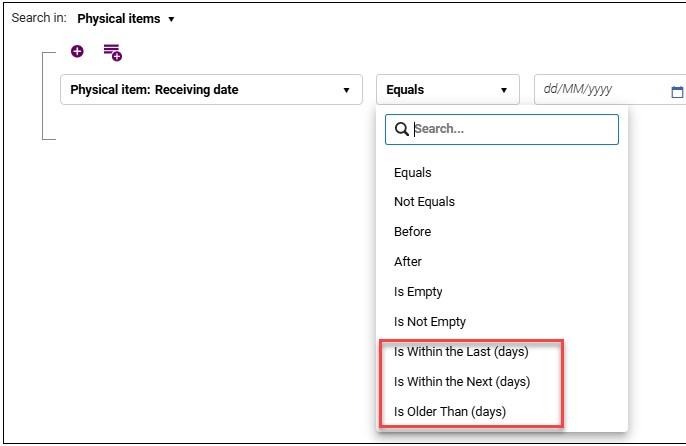 Search in: Physical items
Physical item: Receiving date Equals dd/MM/yyyy
Search...
Equals
Not Equals
Before
After
Is Empty
Is Not Empty
Is Within the Last (days)
Is Within the Next (days)
Is Older Than (days)